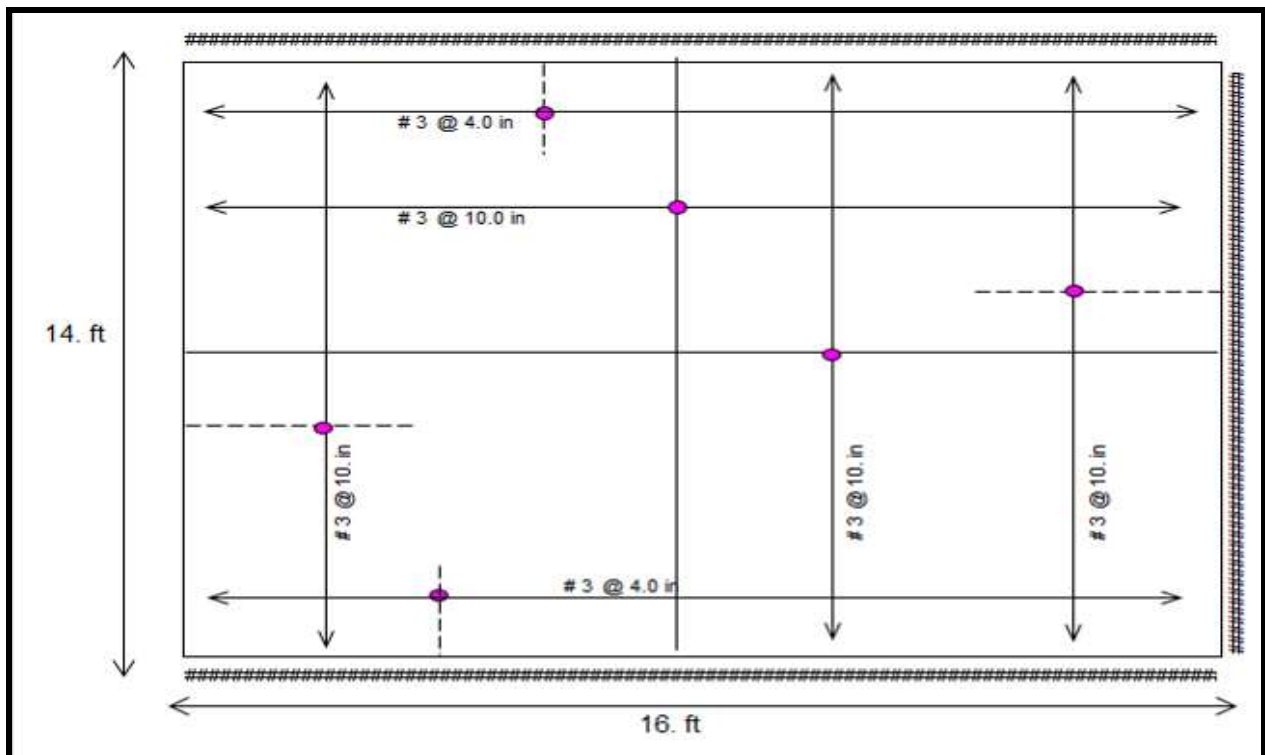 # 3 @ 4.0 in
# 3 @ 10.0 in
14. ft
# 3 @10. in
# 3 @10. in
# 3 @10. in
# 3 @ 4.0 in
16. ft